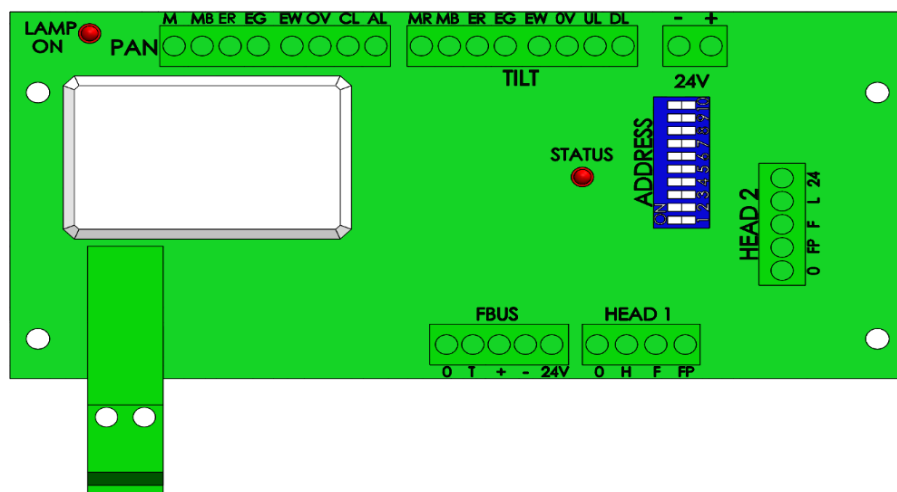 LAMP
ON
PAN
M MB ER EG EW OV CL AL
MR MB ER EG EW 0V UL DL
TILT
- +
24V
STATUS
ADDRESS
ON
1 2 3 4 5 6 7 8 9 10
HEAD 2
0 FP F L 24
FBUS
0 T + - 24V
HEAD 1
0 H F FP